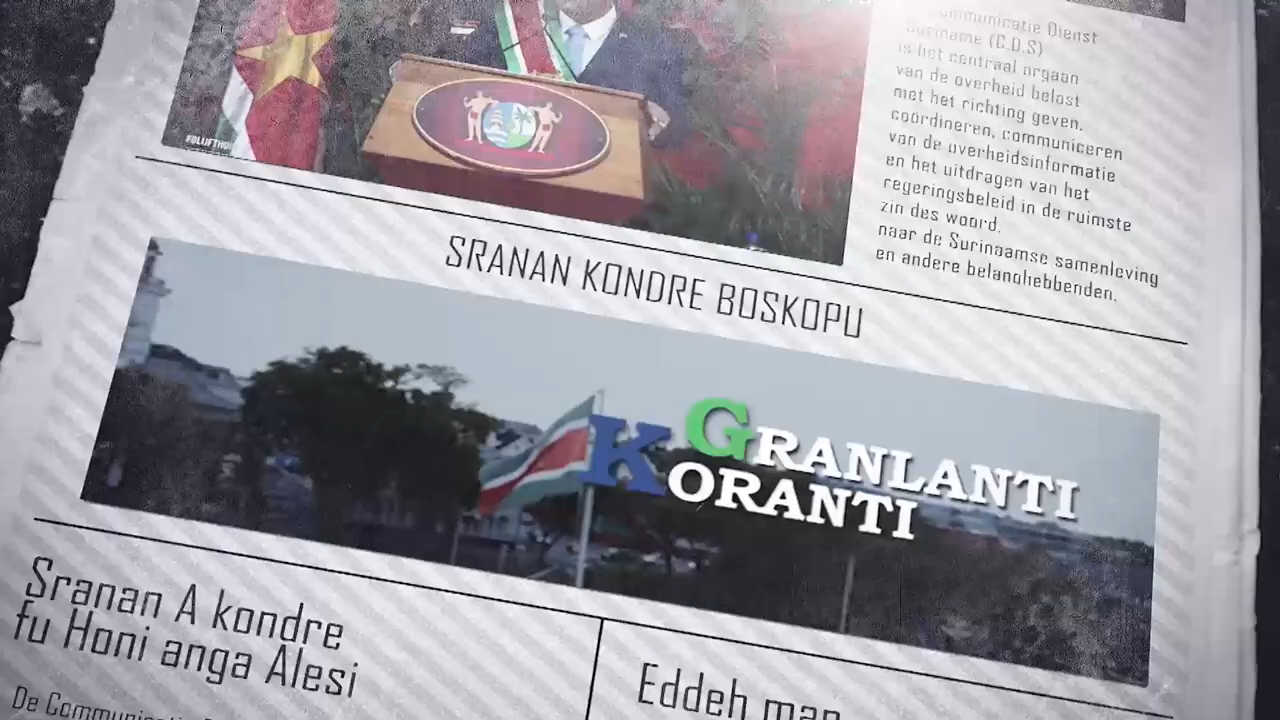 Communicatie Dienst
Suriname (C.D.S)
is het centraal orgaan
van de overheid belast
met het richting geven,
coördineren, communiceren
van de overheidsinformatie
en het uitdragen van het
regeringsbeleid in de ruimste
zin des woord.
naar de Surinaamse samenleving
en andere belanghebbenden.
SRANAN KONDRE BOSKOPU
GRANLANTI
KORANTI
Sranan A kondre
fu Honi anga Alesi
De
Eddeh man